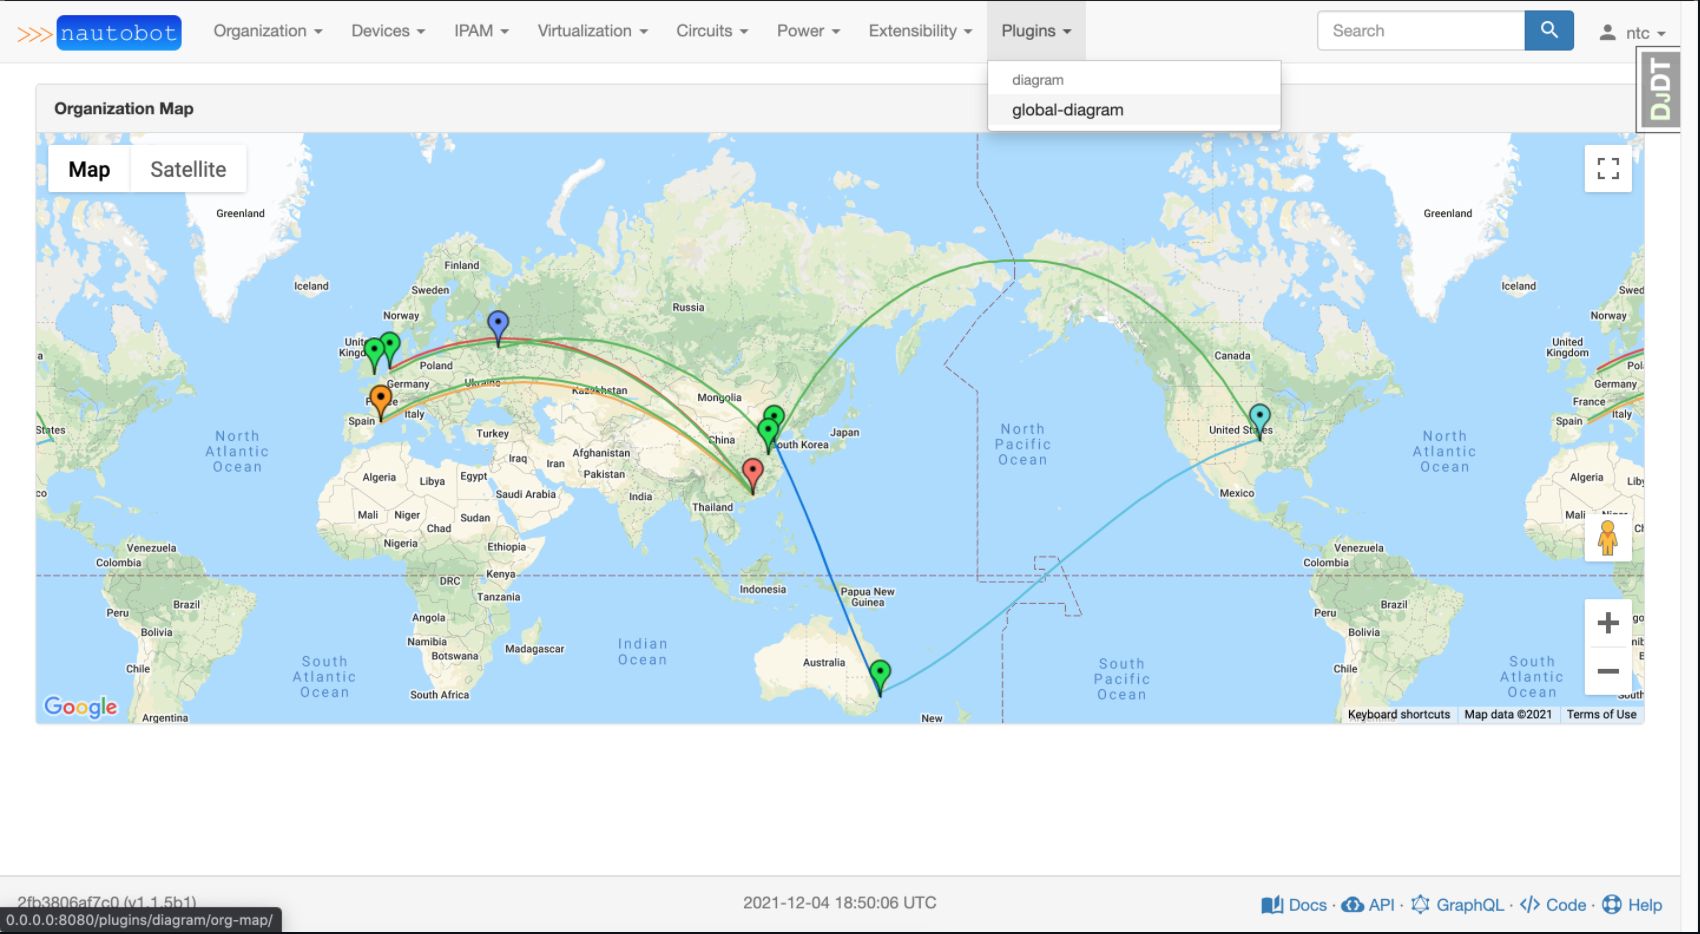 >>> nautobot Organization Devices IPAM Virtualization Circuits Power Extensibility Plugins Search ntc
diagram
global-diagram
DJDT
Organization Map
Map Satellite
Greenland
Greenland
Finland
Iceland
Sweden
Iceland
Swed
Norway
Russia
Norway
United
Kingdom
Poland
Canada
Germany
Ukraine
Kazakhstan
Mongolia
Germany
France
Italy
Spain
States
North
Atlantic
Ocean
Turkey
China
South Korea
Japan
North
Pacific
Ocean
United States
North
Atlantic
Ocean
France
Italy
Spain
Iraq
Iran
Afghanistan
Pakistan
Algeria
Libya
Egypt
Saudi Arabia
India
Thailand
Mexico
Algeria
Liby
co
Mali
Niger
Chad
Sudan
Mali
Nigeria
Ethiopia
Venezuela
Colombia
DRC
Kenya
Tanzania
Indonesia
Papua New
Guinea
Venezuela
Colombia
Peru
Brazil
Bolivia
Angola
Namibia
Botswana
Madagascar
Indian
Ocean
Australia
Peru
Brazil
Bolivia
Chile
South
Atlantic
Ocean
South Africa
South
Pacific
Ocean
Chile
South
Atlantic
Ocean
South
Argentina
New
Google
Keyboard shortcuts Map data ©2021 Terms of Use
2fb3806af7c0 (v1.1.5b1)
2021-12-04 18:50:06 UTC
Docs · API · GraphQL · </> Code · Help
0.0.0.0:8080/plugins/diagram/org-map/